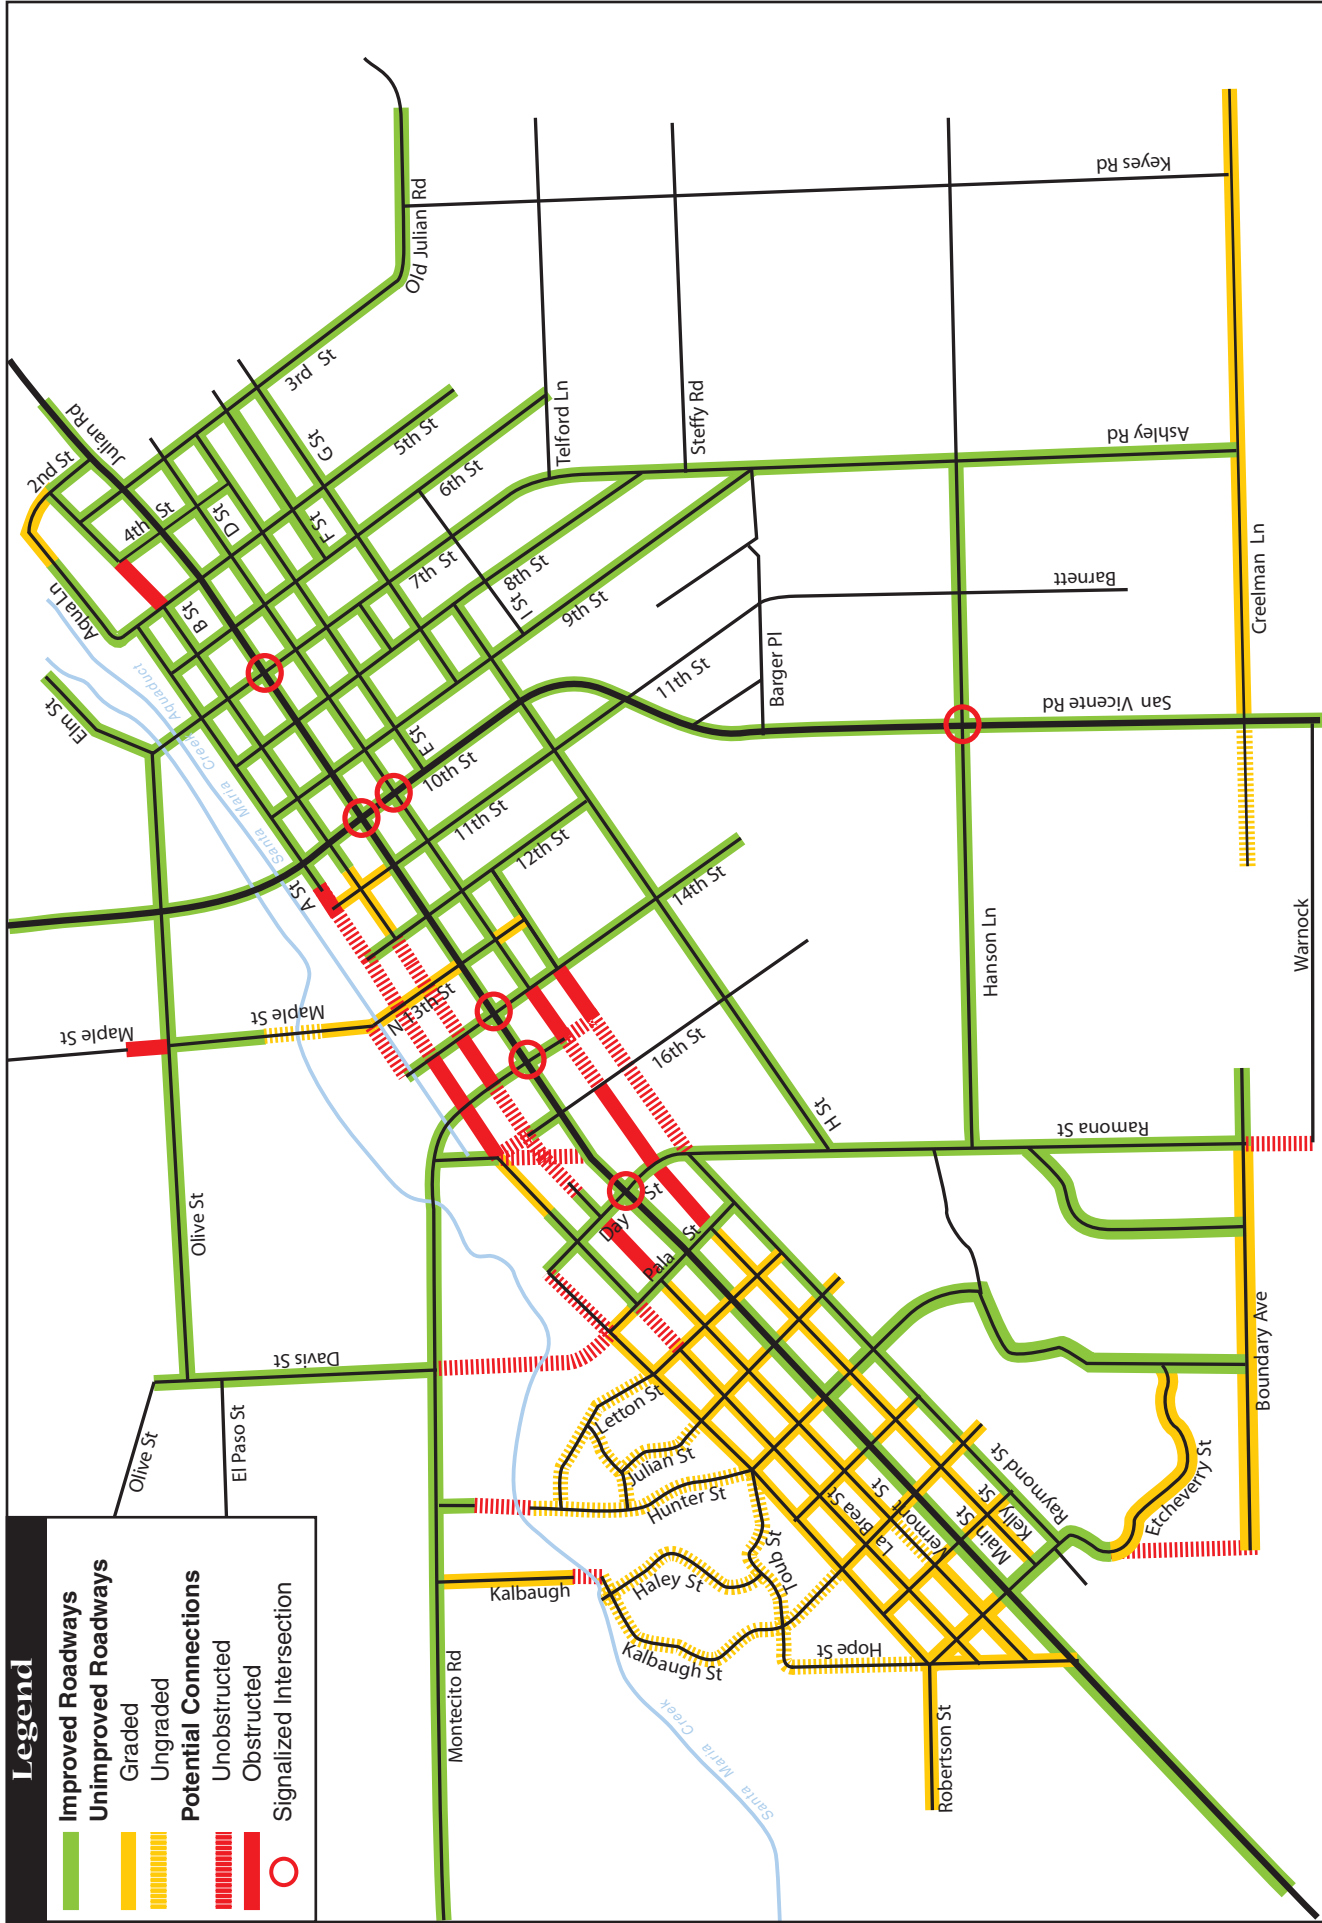 Legend
Improved Roadways
Unimproved Roadways
Graded
Ungraded
Potential Connections
Unobstructed
Obstructed
Signalized Intersection
Olive St
El Paso St
Davis St
Olive St
Maple St
Maple St
Elm St
Aqua Ln
2nd St
Julian Rd
4th St
3rd St
Old Julian Rd
5th St
6th St
7th St
8th St
9th St
10th St
11th St
11th St
12th St
N 13th St
14th St
16th St
A St
B St
D St
E St
F St
G St
H St
I St
Telford Ln
Steffy Rd
Keyes Rd
Ashley Rd
Barnett
Barger Pl
San Vicente Rd
Creelman Ln
Hanson Ln
Warnock
Ramona St
Boundary Ave
Etcheverry St
Raymond St
Kelly St
Main St
Vermont St
La Brea St
Day St
Pala St
Letton St
Julian St
Hunter St
Toub St
Haley St
Kalbaugh St
Kalbaugh
Hope St
Robertson St
Montecito Rd
Santa Maria Creek Aquaduct
Santa Maria Creek